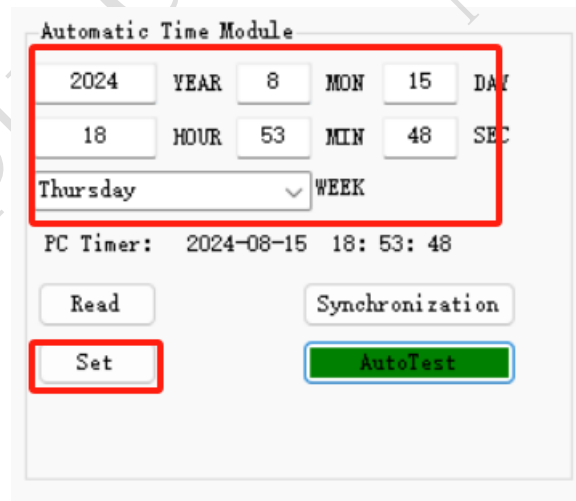 Automatic Time Module
2024 YEAR 8 MON 15 DAY
18 HOUR 53 MIN 48 SEC
Thursday WEEK
PC Timer: 2024-08-15 18: 53: 48
Read Synchronization
Set AutoTest